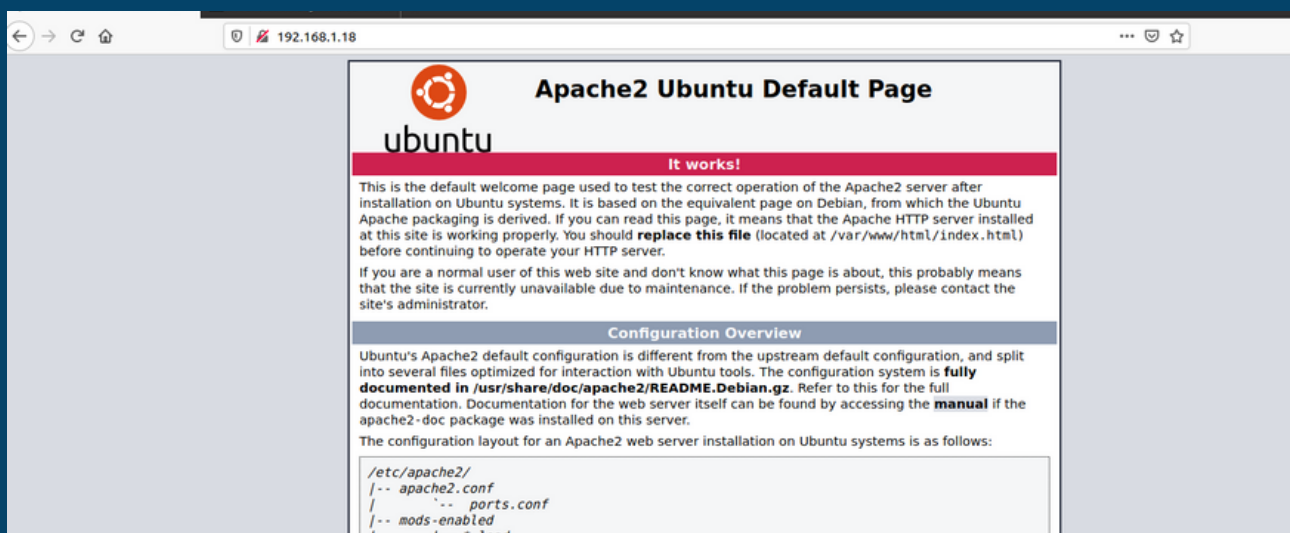 192.168.1.18
ubuntu
Apache2 Ubuntu Default Page
It works!
This is the default welcome page used to test the correct operation of the Apache2 server after
installation on Ubuntu systems. It is based on the equivalent page on Debian, from which the Ubuntu
Apache packaging is derived. If you can read this page, it means that the Apache HTTP server installed
at this site is working properly. You should replace this file (located at /var/www/html/index.html)
before continuing to operate your HTTP server.
If you are a normal user of this web site and don't know what this page is about, this probably means
that the site is currently unavailable due to maintenance. If the problem persists, please contact the
site's administrator.
Configuration Overview
Ubuntu's Apache2 default configuration is different from the upstream default configuration, and split
into several files optimized for interaction with Ubuntu tools. The configuration system is fully
documented in /usr/share/doc/apache2/README.Debian.gz. Refer to this for the full
documentation. Documentation for the web server itself can be found by accessing the manual if the
apache2-doc package was installed on this server.
The configuration layout for an Apache2 web server installation on Ubuntu systems is as follows:
/etc/apache2/
|-- apache2.conf
|       `--  ports.conf
|-- mods-enabled